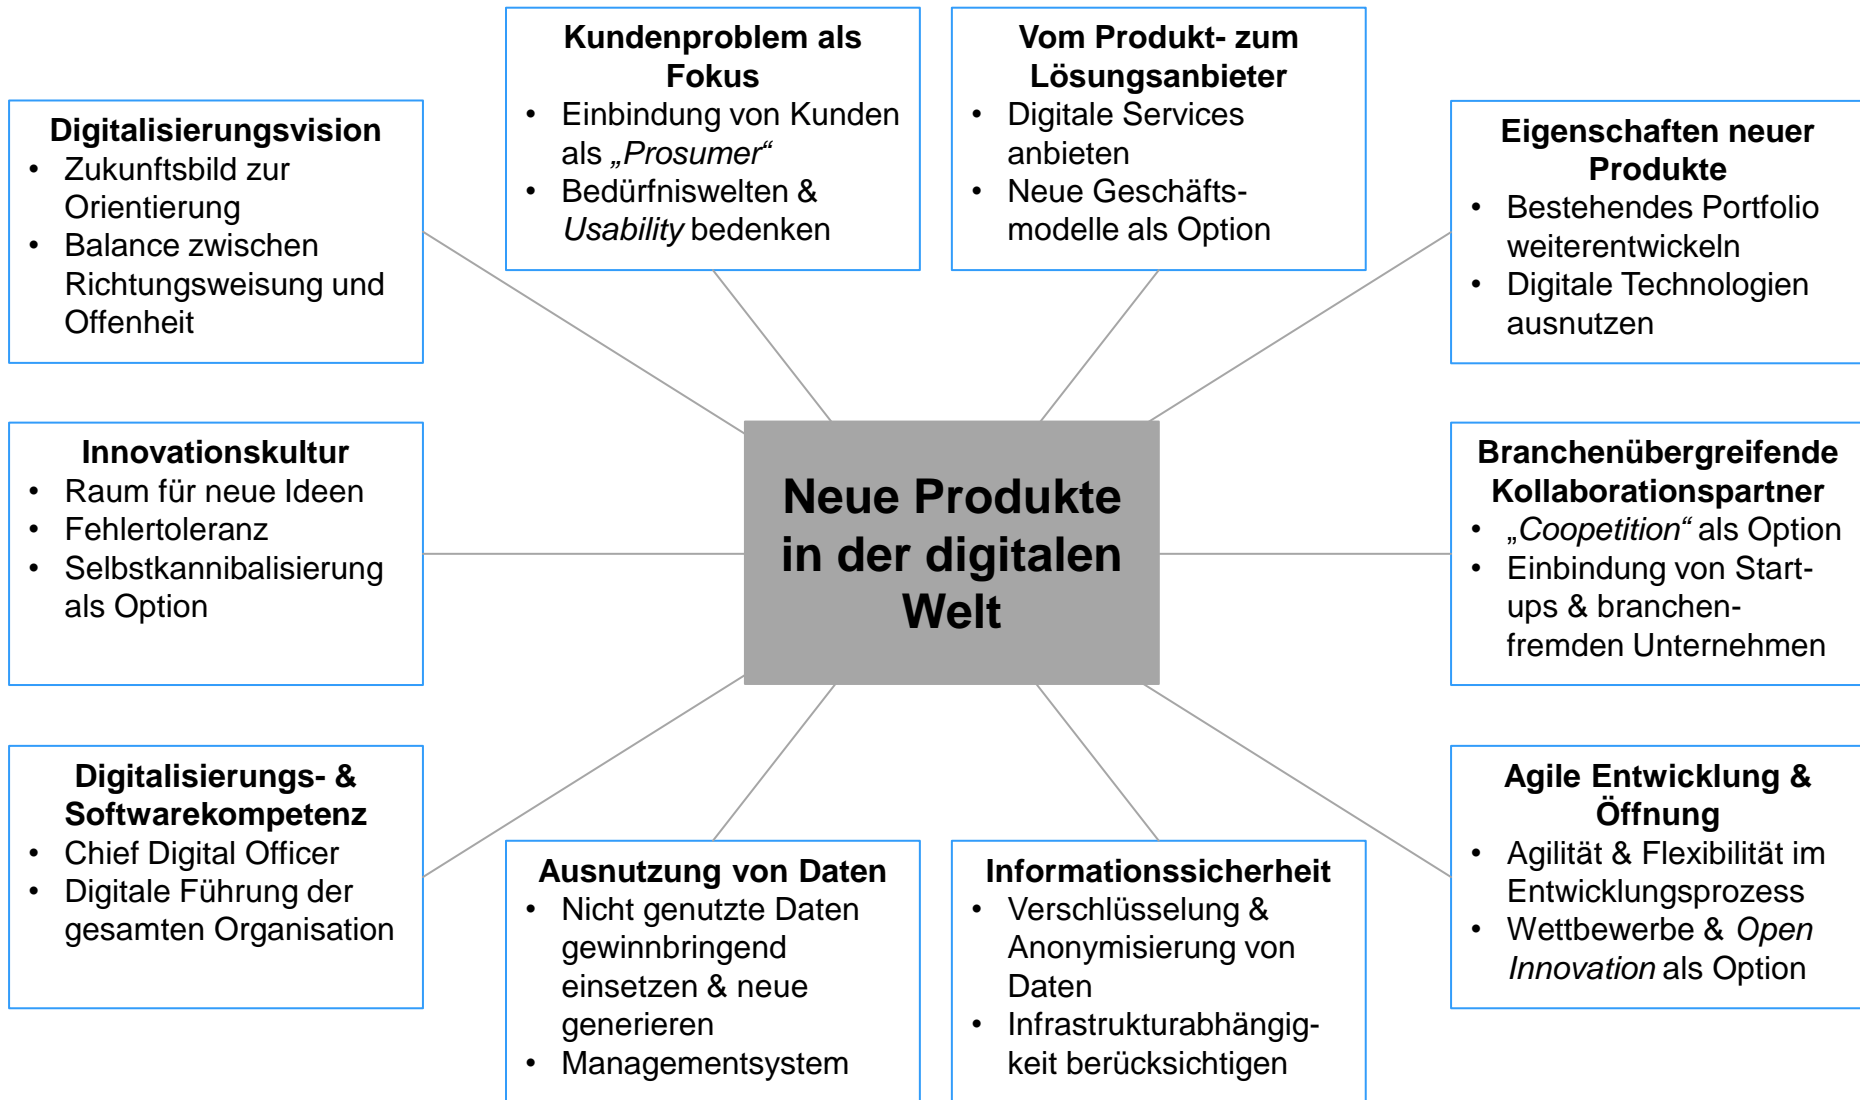 Kundenproblem als
Fokus
• Einbindung von Kunden
als „Prosumer“
• Bedürfniswelten &
Usability bedenken
Vom Produkt- zum
Lösungsanbieter
• Digitale Services
anbieten
• Neue Geschäfts-
modelle als Option
Digitalisierungsvision
• Zukunftsbild zur
Orientierung
• Balance zwischen
Richtungsweisung und
Offenheit
Eigenschaften neuer
Produkte
• Bestehendes Portfolio
weiterentwickeln
• Digitale Technologien
ausnutzen
Innovationskultur
• Raum für neue Ideen
• Fehlertoleranz
• Selbstkannibalisierung
als Option
Neue Produkte
in der digitalen
Welt
Branchenübergreifende
Kollaborationspartner
• „Coopetition“ als Option
• Einbindung von Start-
ups & branchen-
fremden Unternehmen
Digitalisierungs- &
Softwarekompetenz
• Chief Digital Officer
• Digitale Führung der
gesamten Organisation
Ausnutzung von Daten
• Nicht genutzte Daten
gewinnbringend
einsetzen & neue
generieren
• Managementsystem
Informationssicherheit
• Verschlüsselung &
Anonymisierung von
Daten
• Infrastrukturabhängig-
keit berücksichtigen
Agile Entwicklung &
Öffnung
• Agilität & Flexibilität im
Entwicklungsprozess
• Wettbewerbe & Open
Innovation als Option